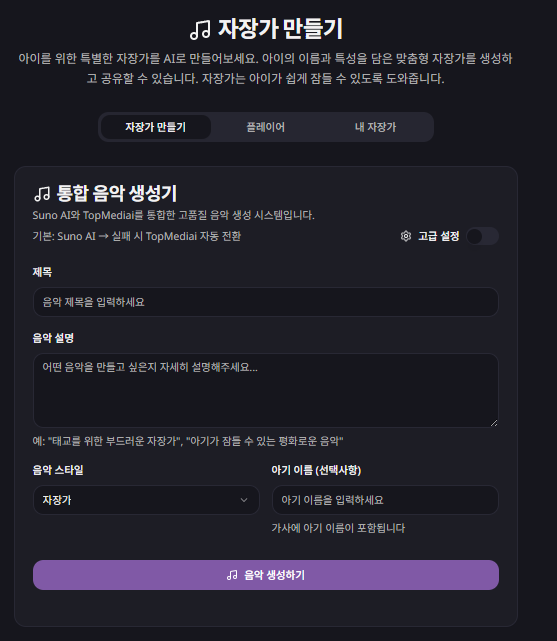 자장가 만들기
아이를 위한 특별한 자장가를 AI로 만들어보세요. 아이의 이름과 특성을 담은 맞춤형 자장가를 생성하
고 공유할 수 있습니다. 자장가는 아이가 쉽게 잠들 수 있도록 도와줍니다.
자장가 만들기 플레이어 내 자장가
통합 음악 생성기
Suno AI와 TopMediai를 통합한 고품질 음악 생성 시스템입니다.
기본: Suno AI → 실패 시 TopMediai 자동 전환 고급 설정
제목
음악 제목을 입력하세요
음악 설명
어떤 음악을 만들고 싶은지 자세히 설명해주세요...
예: "태교를 위한 부드러운 자장가", "아기가 잠들 수 있는 평화로운 음악"
음악 스타일 아기 이름 (선택사항)
자장가 아기 이름을 입력하세요
가사에 아기 이름이 포함됩니다
음악 생성하기